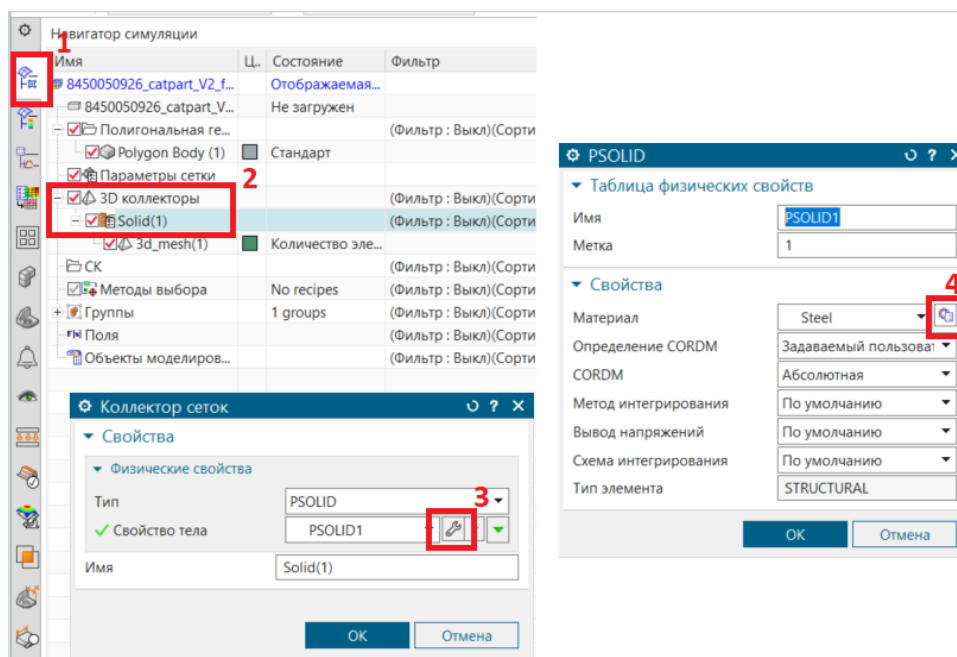 Навигатор симуляции
1
Имя Ц.. Состояние Фильтр
8450050926_catpart_V2_f... Отображаемая...
8450050926_catpart_V... Не загружен
Полигональная ге... (Фильтр : Выкл)(Сорти
Polygon Body (1) Стандарт
Параметры сетки
2
3D коллекторы (Фильтр : Выкл)(Сорти
Solid(1) (Фильтр : Выкл)(Сорти
3d_mesh(1) Количество эле...
СК (Фильтр : Выкл)(Сорти
Методы выбора No recipes (Фильтр : Выкл)(Сорти
Группы 1 groups (Фильтр : Выкл)(Сорти
Поля (Фильтр : Выкл)(Сорти
Объекты моделиров... (Фильтр : Выкл)(Сорти
Коллектор сеток
Свойства
Физические свойства
Тип PSOLID
3
Свойство тела PSOLID1
Имя Solid(1)
OK Отмена
PSOLID
Таблица физических свойств
Имя PSOLID1
Метка 1
Свойства
4
Материал Steel
Определение CORDM Задаваемый пользоват
CORDM Абсолютная
Метод интегрирования По умолчанию
Вывод напряжений По умолчанию
Схема интегрирования По умолчанию
Тип элемента STRUCTURAL
OK Отмена